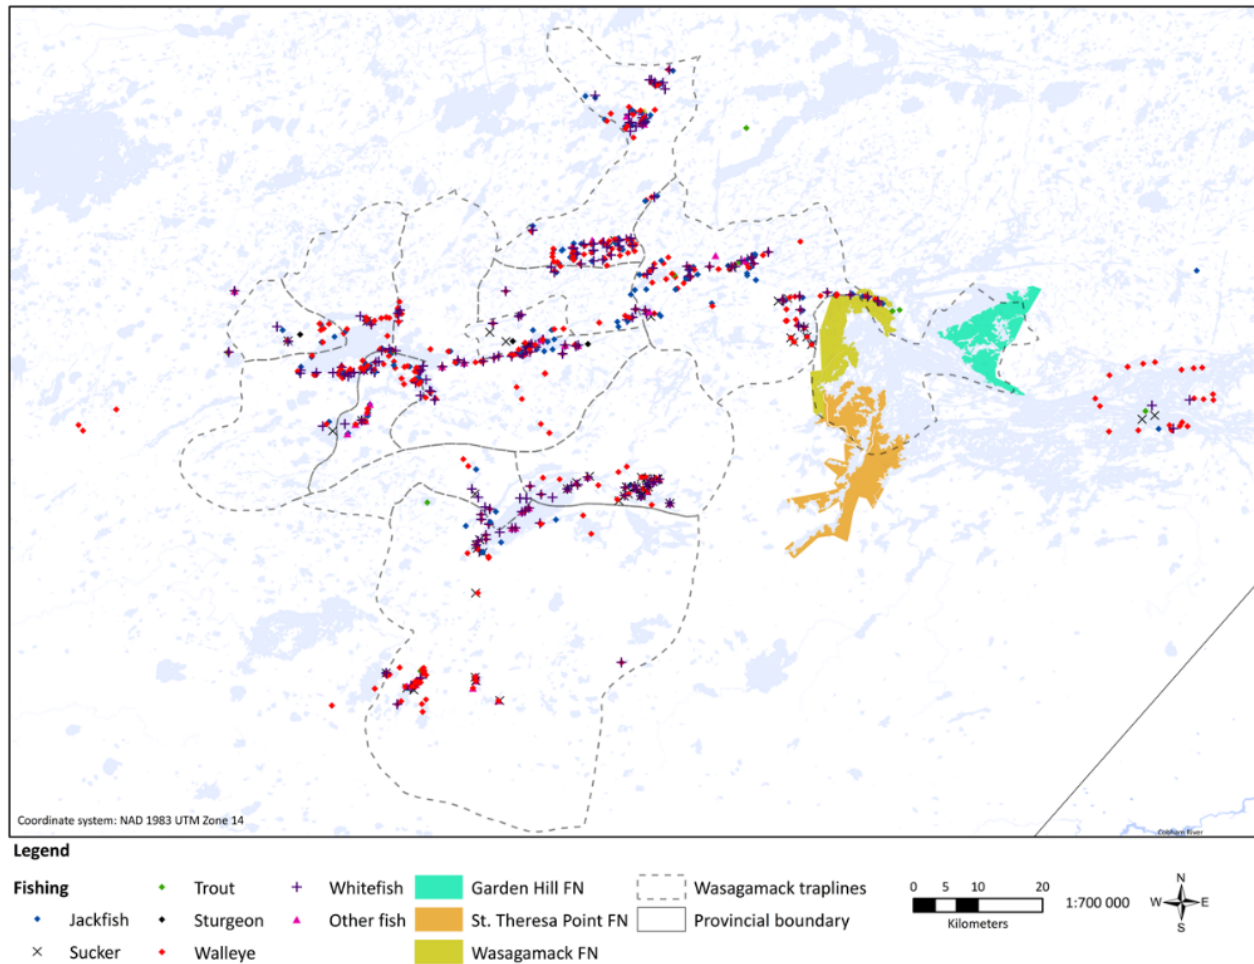 Coordinate system: NAD 1983 UTM Zone 14
Cobham River
Legend
Fishing
Trout
Whitefish
Garden Hill FN
Wasagamack traplines
Jackfish
Sturgeon
Other fish
St. Theresa Point FN
Provincial boundary
Sucker
Walleye
Wasagamack FN
0 5 10 20
Kilometers
1:700 000
N
W E
S